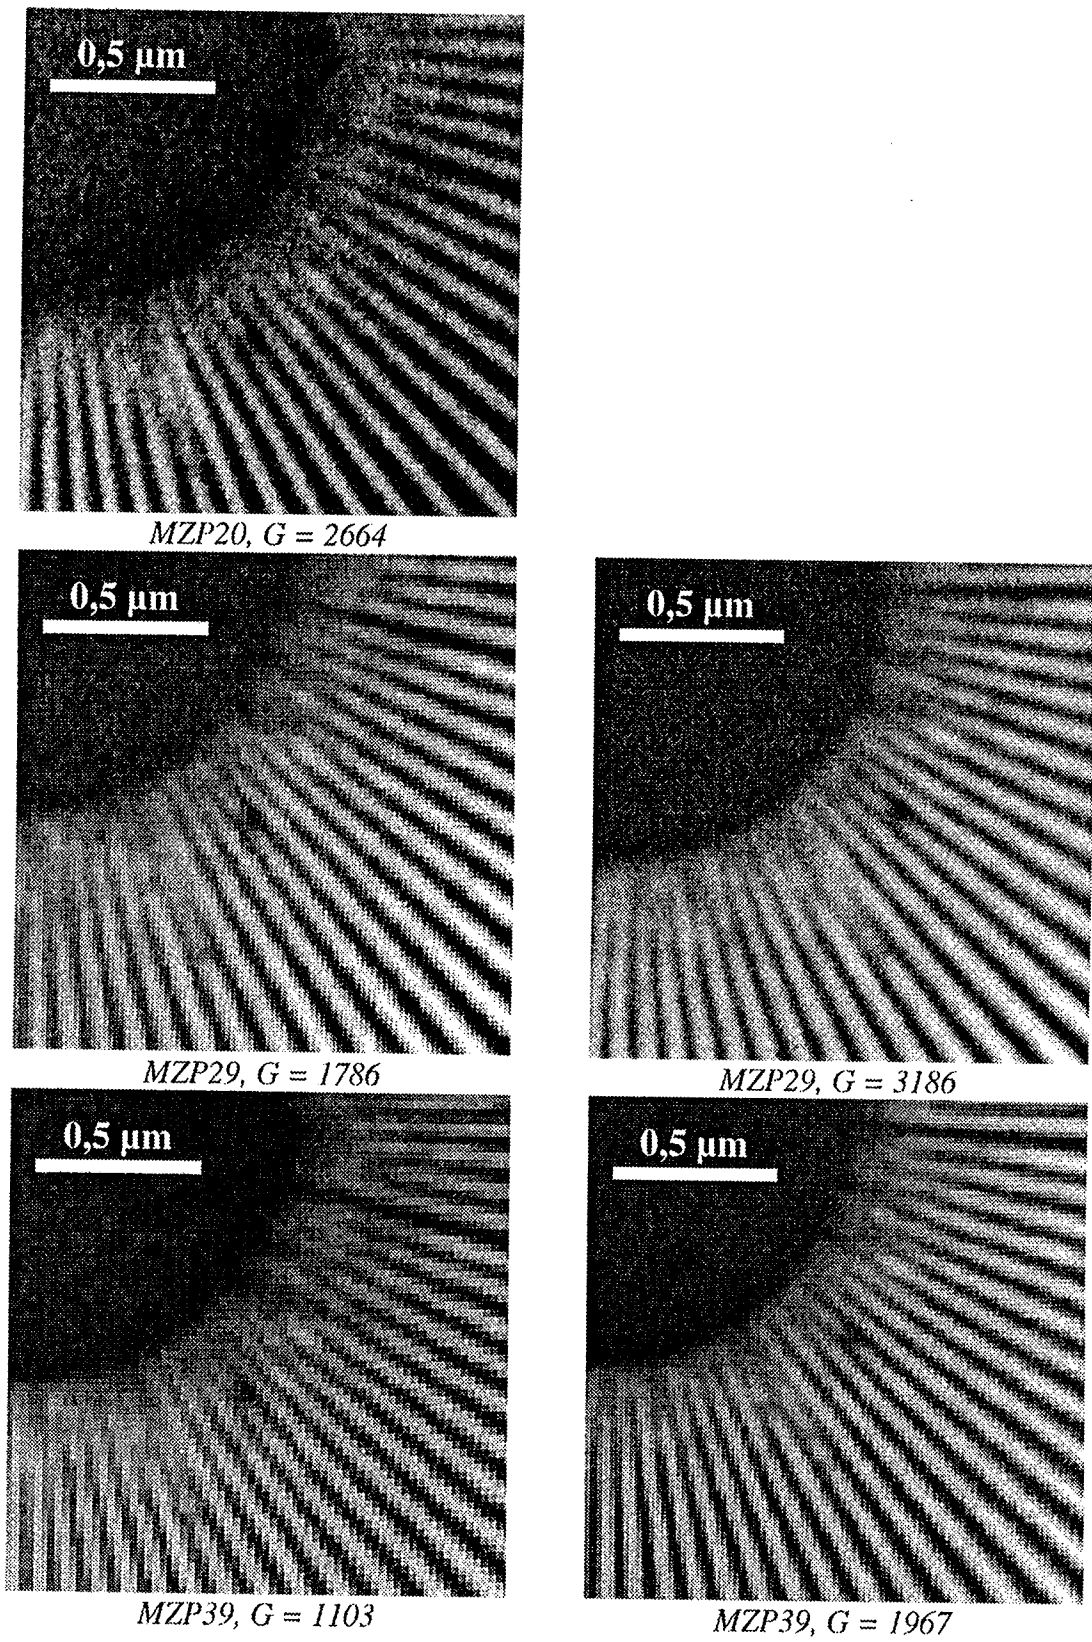 0,5 μm
MZP20, G = 2664
0,5 μm
0,5 μm
MZP29, G = 1786
MZP29, G = 3186
0,5 μm
0,5 μm
MZP39, G = 1103
MZP39, G = 1967